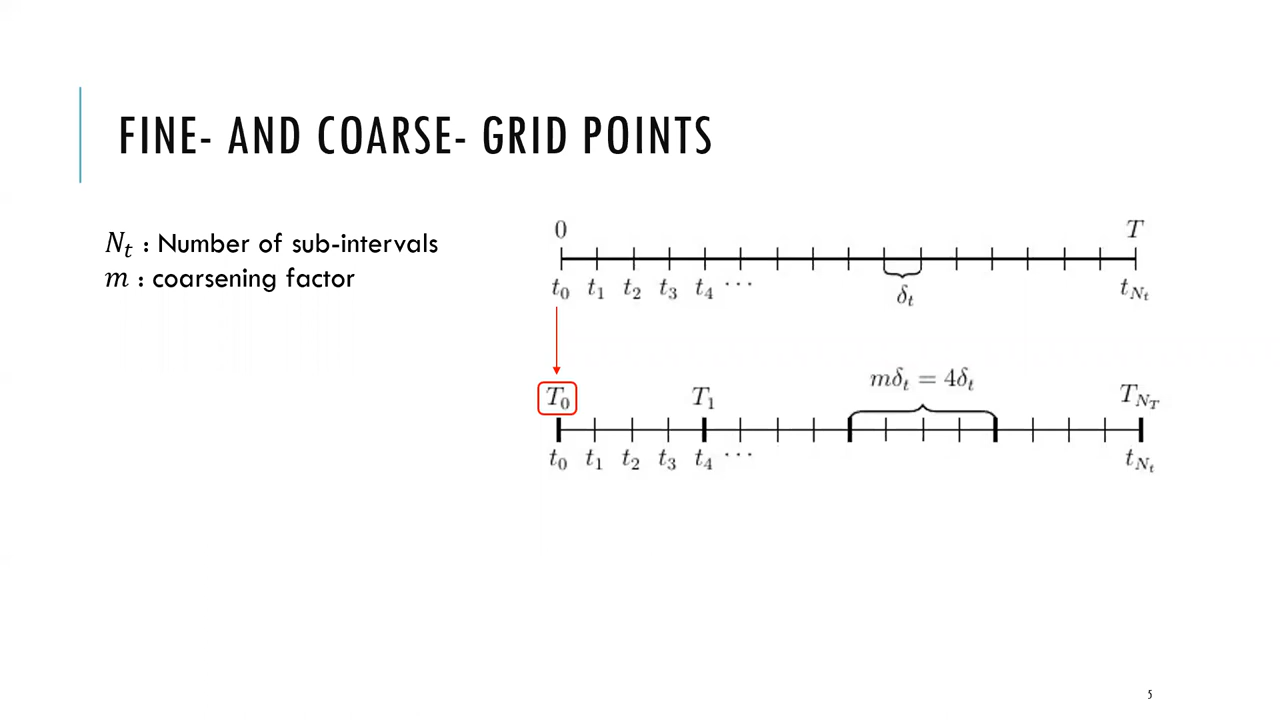 FINE- AND COARSE- GRID POINTS
N_t : Number of sub-intervals
m : coarsening factor
0 T
t_0 t_1 t_2 t_3 t_4 ⋯ δ_t t_{N_t}
mδ_t = 4δ_t
T_0 T_1 T_{N_T}
t_0 t_1 t_2 t_3 t_4 ⋯ t_{N_t}
5